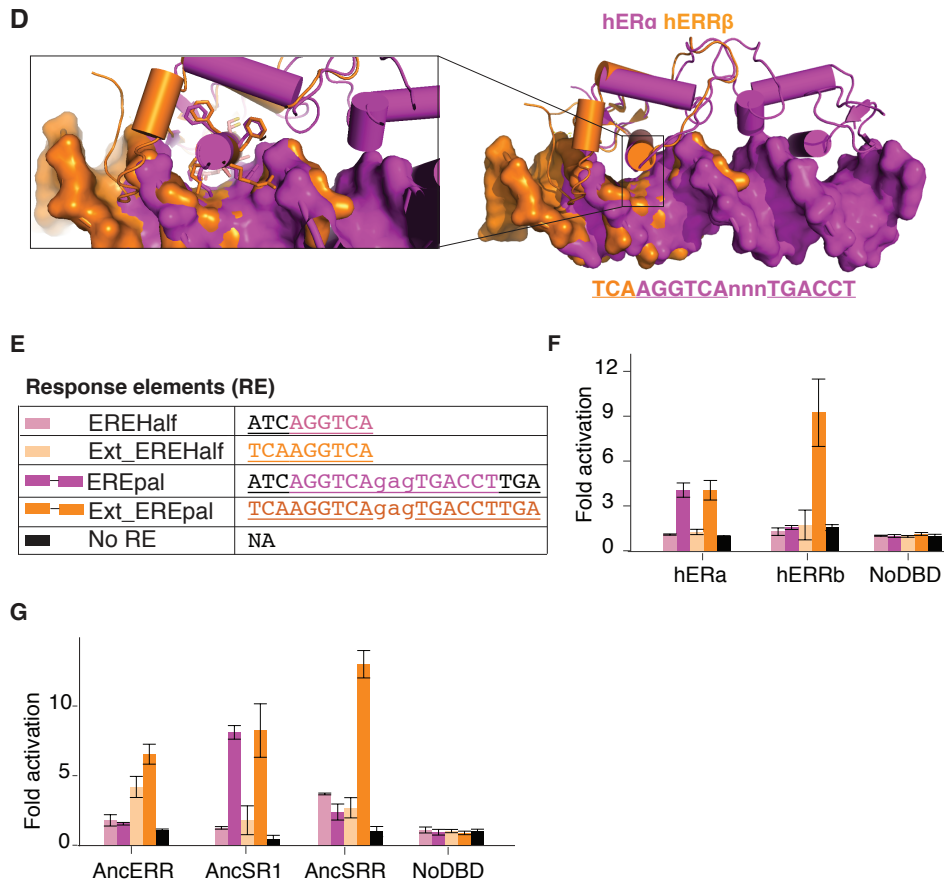 D
hERα hERRβ
TCAAGGTCAnnnTGACCT
E
Response elements (RE)
EREHalf ATCAGGTCA
Ext_EREHalf TCAAGGTCA
EREpal ATCAGGTCAgagTGACCTTGA
Ext_EREpal TCAAGGTCAgagTGACCTTGA
No RE NA
F
Fold activation
12
9
6
3
0
hERa hERRb NoDBD
G
Fold activation
10
5
0
AncERR AncSR1 AncSRR NoDBD